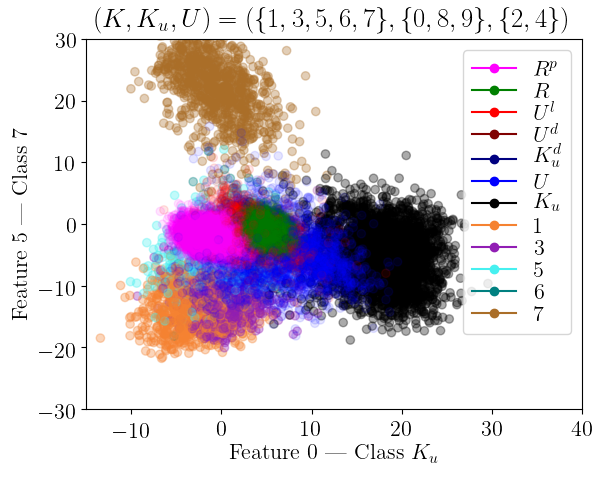 (K, K_u, U) = ({1, 3, 5, 6, 7}, {0, 8, 9}, {2, 4})
30
20
10
0
−10
−20
−30
Feature 5 — Class 7
R^p
R
U^l
U^d
K_u^d
U
K_u
1
3
5
6
7
−10
0
10
20
30
40
Feature 0 — Class K_u